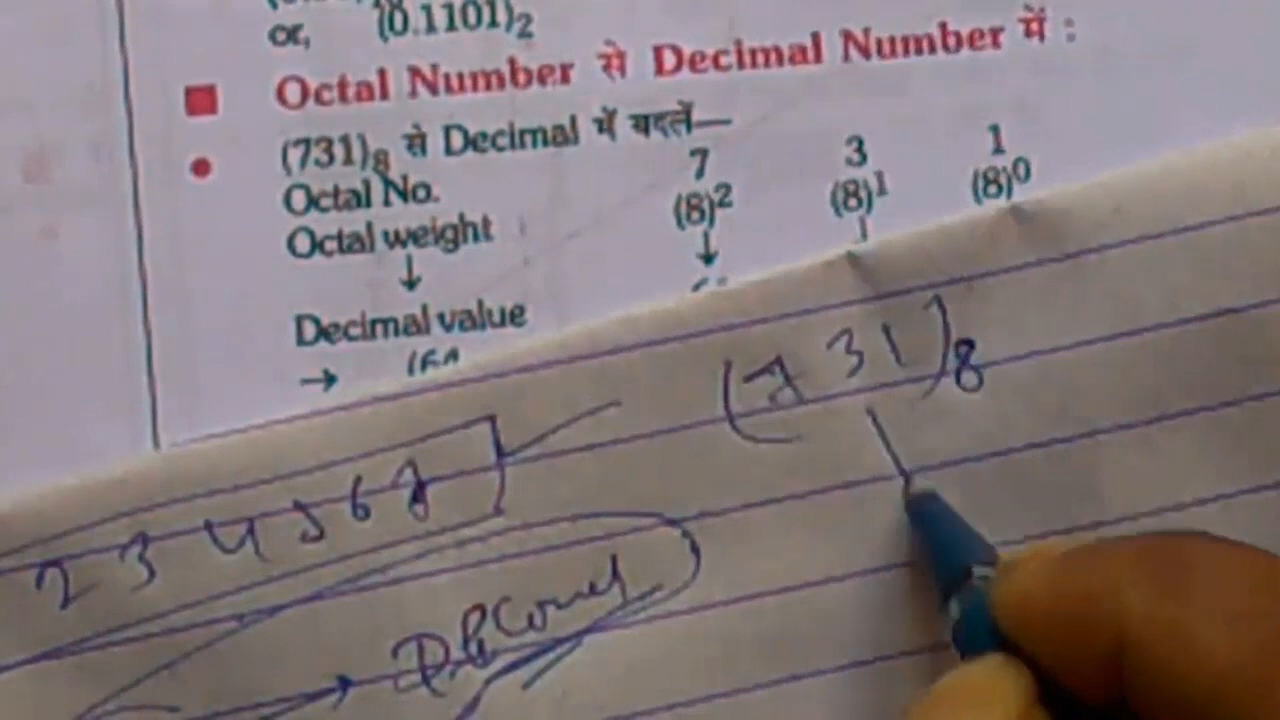 or, (0.1101)₂
Octal Number से Decimal Number में :
(731)₈ से Decimal में बदलें—
Octal No. 7 3 1
Octal weight (8)² (8)¹ (8)⁰
↓ ↓
Decimal value
→
(731)₈
2 3 4 5 6 7
→